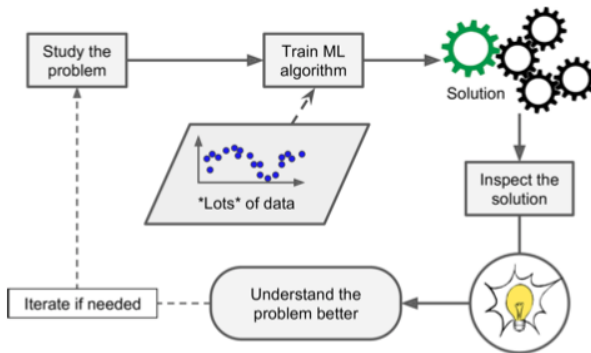 Study the
problem
Train ML
algorithm
Solution
*Lots* of data
Inspect the
solution
Understand the
problem better
Iterate if needed